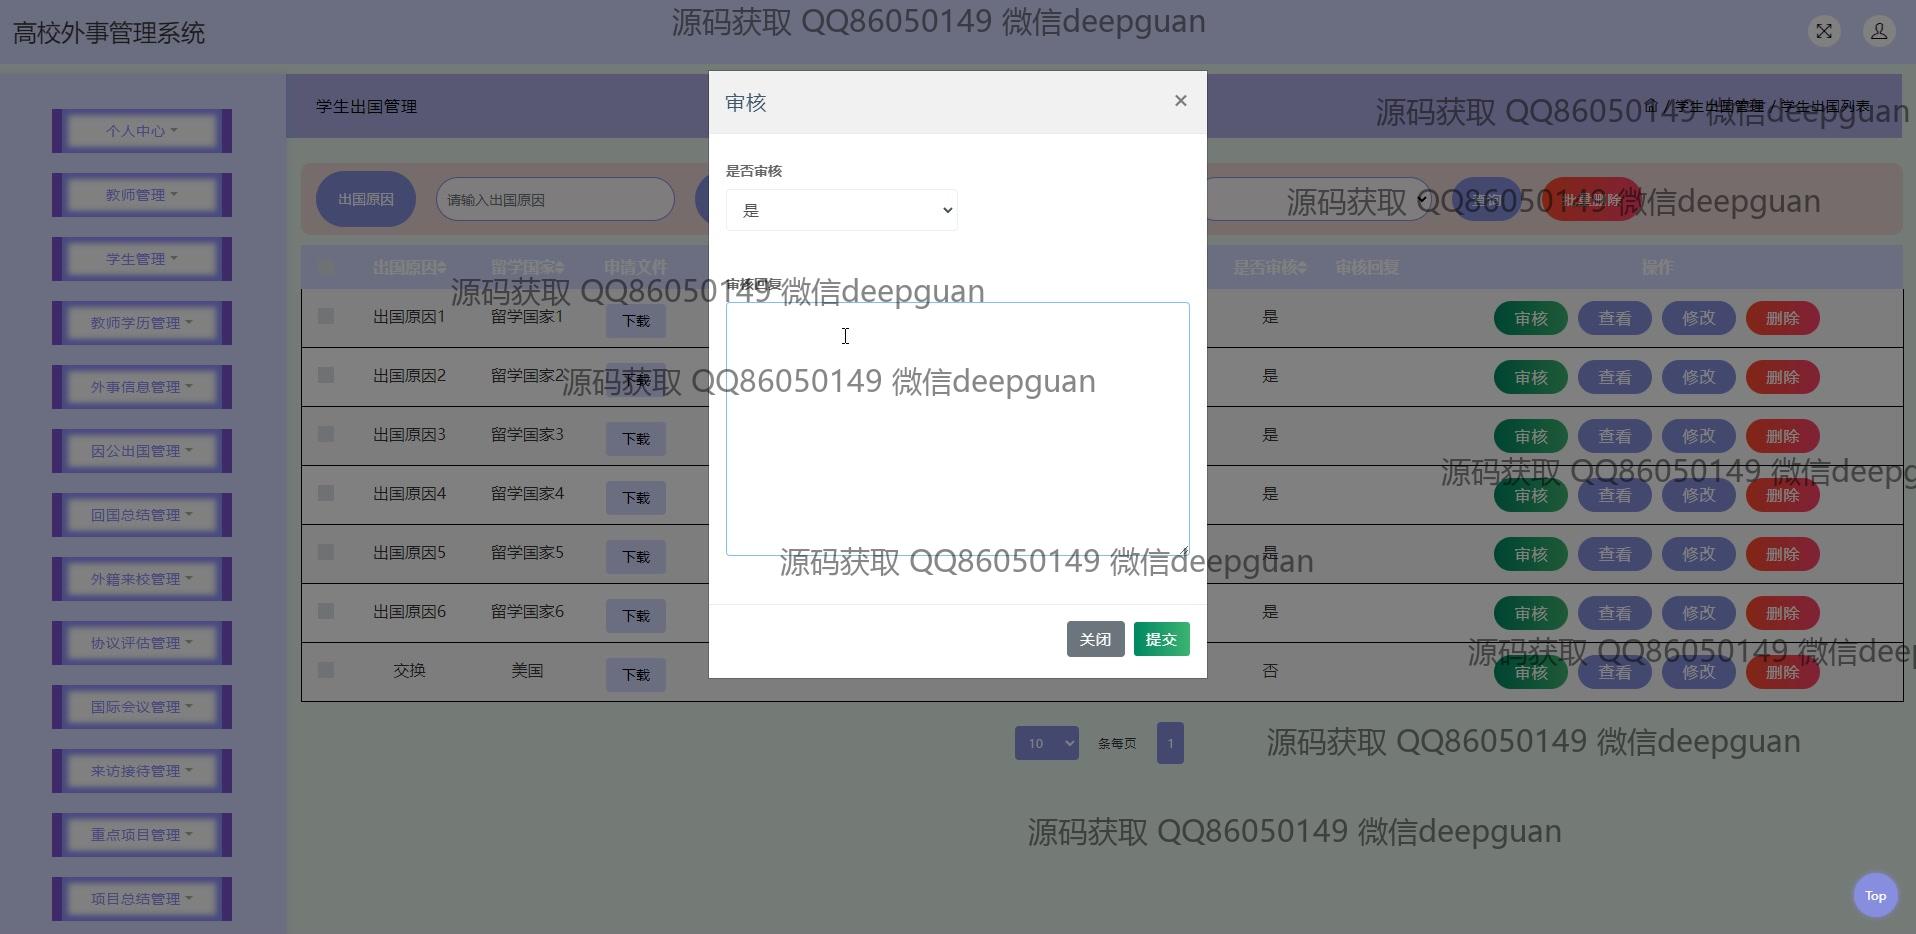 高校外事管理系统
源码获取 QQ86050149 微信deepguan
个人中心
教师管理
学生管理
教师学历管理
外事信息管理
因公出国管理
回国总结管理
外籍来校管理
协议评估管理
国际会议管理
来访接待管理
重点项目管理
项目总结管理
学生出国管理
/ 学生出国管理 / 学生出国列表
源码获取 QQ86050149 微信deepguan
出国原因
请输入出国原因
查询
批量删除
源码获取 QQ86050149 微信deepguan
出国原因 留学国家 申请文件 是否审核 审核回复 操作
出国原因1 留学国家1 下载 是 审核 查看 修改 删除
出国原因2 留学国家2 下载 是 审核 查看 修改 删除
出国原因3 留学国家3 下载 是 审核 查看 修改 删除
出国原因4 留学国家4 下载 是 审核 查看 修改 删除
出国原因5 留学国家5 下载 是 审核 查看 修改 删除
出国原因6 留学国家6 下载 是 审核 查看 修改 删除
交换 美国 下载 否 审核 查看 修改 删除
10 条每页 1
审核 ×
是否审核
是
审核回复
源码获取 QQ86050149 微信deepguan
源码获取 QQ86050149 微信deepguan
源码获取 QQ86050149 微信deepg
源码获取 QQ86050149 微信deepguan
关闭 提交
源码获取 QQ86050149 微信deep
源码获取 QQ86050149 微信deepguan
源码获取 QQ86050149 微信deepguan
Top